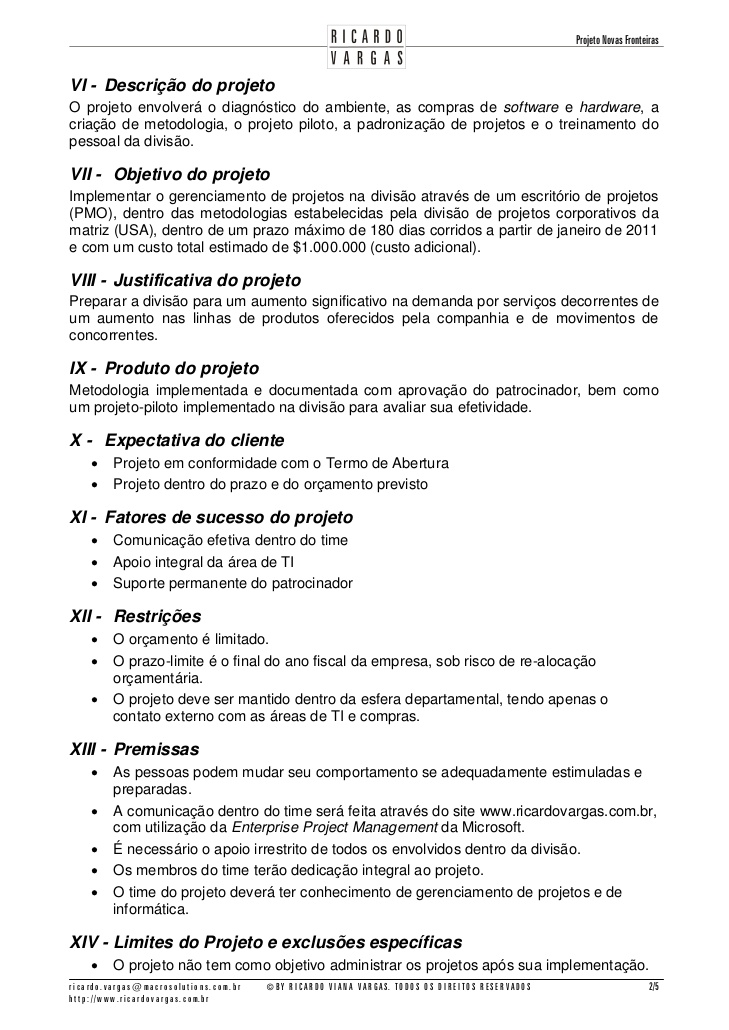 RICARDO
VARGAS
Projeto Novas Fronteiras
VI - Descrição do projeto
O projeto envolverá o diagnóstico do ambiente, as compras de software e hardware, a
criação de metodologia, o projeto piloto, a padronização de projetos e o treinamento do
pessoal da divisão.
VII - Objetivo do projeto
Implementar o gerenciamento de projetos na divisão através de um escritório de projetos
(PMO), dentro das metodologias estabelecidas pela divisão de projetos corporativos da
matriz (USA), dentro de um prazo máximo de 180 dias corridos a partir de janeiro de 2011
e com um custo total estimado de $1.000.000 (custo adicional).
VIII - Justificativa do projeto
Preparar a divisão para um aumento significativo na demanda por serviços decorrentes de
um aumento nas linhas de produtos oferecidos pela companhia e de movimentos de
concorrentes.
IX - Produto do projeto
Metodologia implementada e documentada com aprovação do patrocinador, bem como
um projeto-piloto implementado na divisão para avaliar sua efetividade.
X - Expectativa do cliente
• Projeto em conformidade com o Termo de Abertura
• Projeto dentro do prazo e do orçamento previsto
XI - Fatores de sucesso do projeto
• Comunicação efetiva dentro do time
• Apoio integral da área de TI
• Suporte permanente do patrocinador
XII - Restrições
• O orçamento é limitado.
• O prazo-limite é o final do ano fiscal da empresa, sob risco de re-alocação
orçamentária.
• O projeto deve ser mantido dentro da esfera departamental, tendo apenas o
contato externo com as áreas de TI e compras.
XIII - Premissas
• As pessoas podem mudar seu comportamento se adequadamente estimuladas e
preparadas.
• A comunicação dentro do time será feita através do site www.ricardovargas.com.br,
com utilização da Enterprise Project Management da Microsoft.
• É necessário o apoio irrestrito de todos os envolvidos dentro da divisão.
• Os membros do time terão dedicação integral ao projeto.
• O time do projeto deverá ter conhecimento de gerenciamento de projetos e de
informática.
XIV - Limites do Projeto e exclusões específicas
• O projeto não tem como objetivo administrar os projetos após sua implementação.
ricardo.vargas@macrosolutions.com.br © BY RICARDO VIANA VARGAS. TODOS OS DIREITOS RESERVADOS 2/5
http://www.ricardovargas.com.br